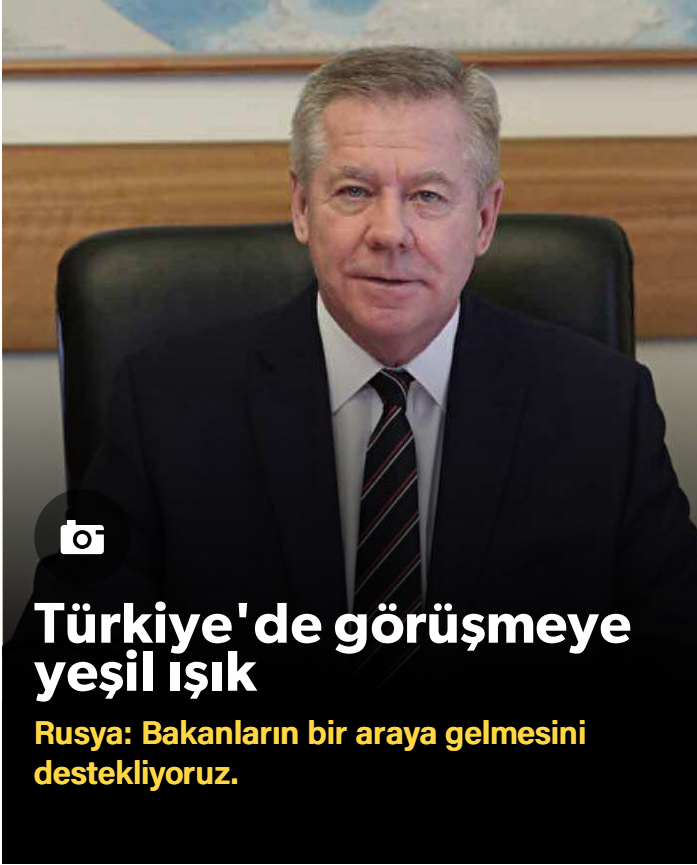 Türkiye'de görüşmeye
yeşil ışık
Rusya: Bakanların bir araya gelmesini
destekliyoruz.